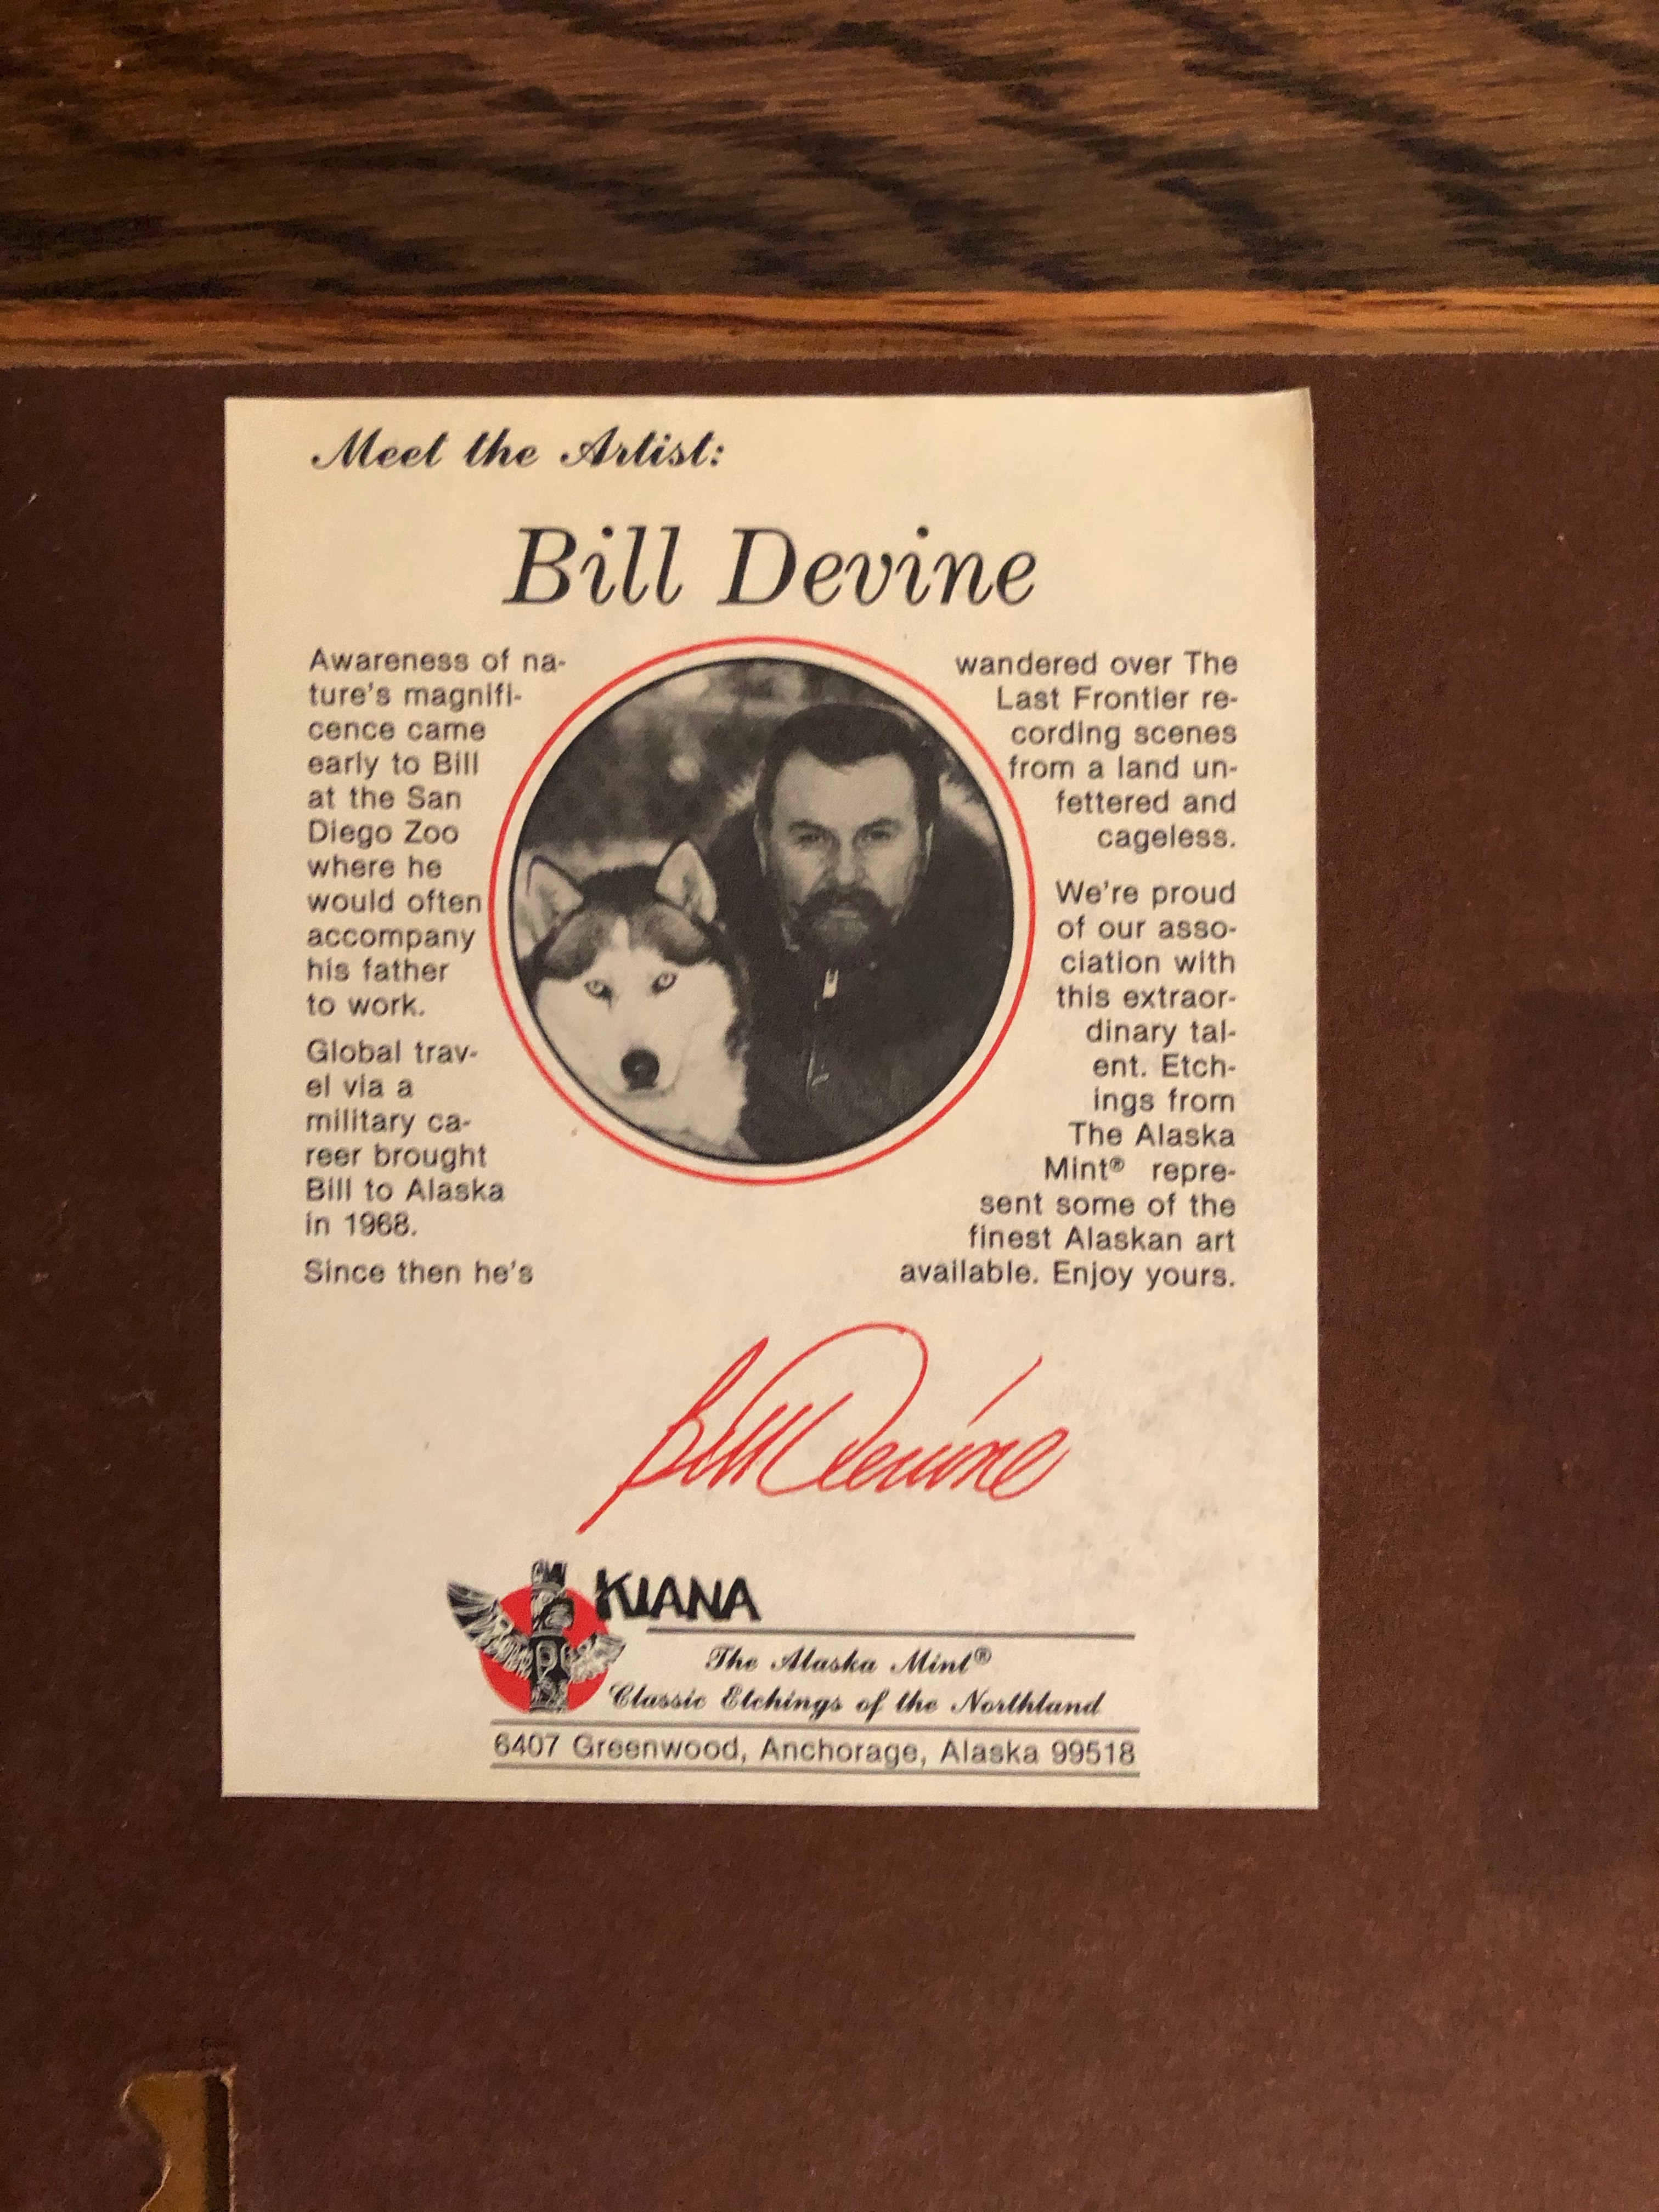 Meet the Artist:
Bill Devine
Awareness of na-
ture's magnifi-
cence came
early to Bill
at the San
Diego Zoo
where he
would often
accompany
his father
to work.
Global trav-
el via a
military ca-
reer brought
Bill to Alaska
in 1968.
Since then he's
wandered over The
Last Frontier re-
cording scenes
from a land un-
fettered and
cageless.
We're proud
of our asso-
ciation with
this extraor-
dinary tal-
ent. Etch-
ings from
The Alaska
Mint® repre-
sent some of the
finest Alaskan art
available. Enjoy yours.
Bill Devine
KIANA
The Alaska Mint®
Classic Etchings of the Northland
6407 Greenwood, Anchorage, Alaska 99518